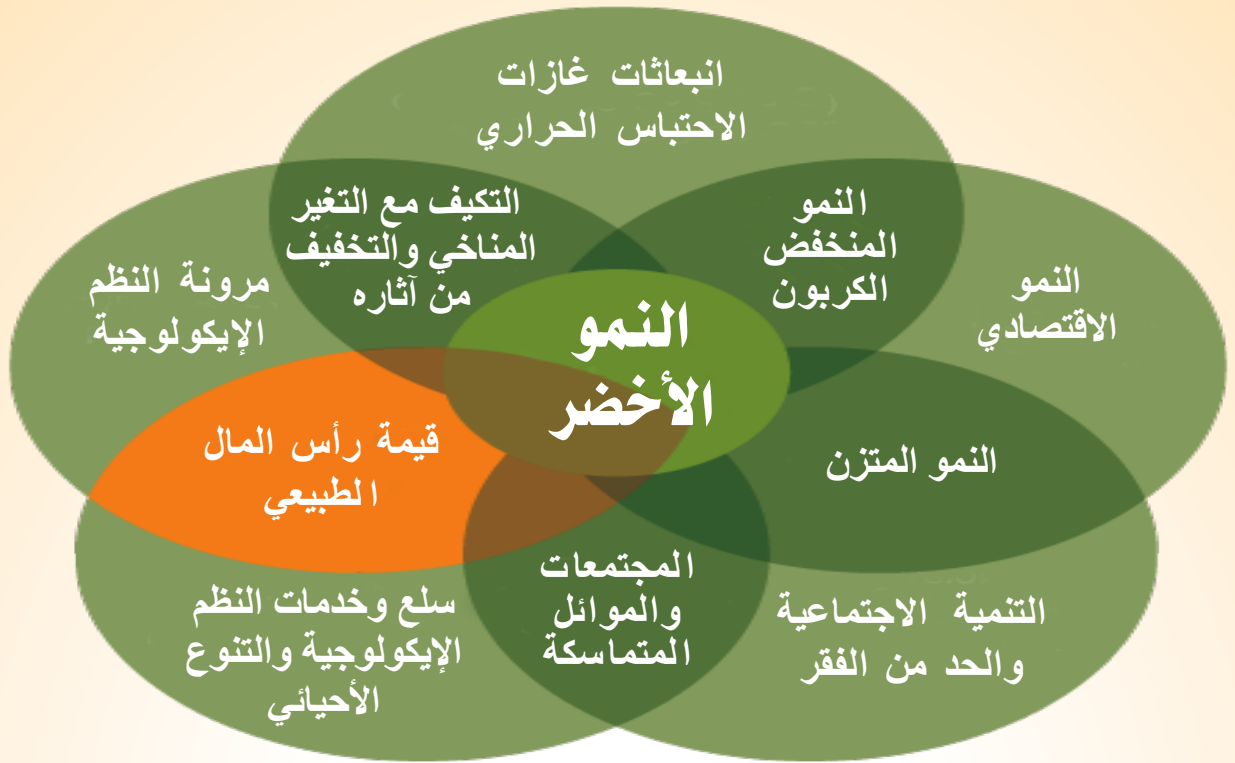 انبعاثات غازات
الاحتباس الحراري
التكيف مع التغير
المناخي والتخفيف
من آثاره
النمو
المنخفض
الكربون
مرونة النظم
الإيكولوجية
النمو
الاقتصادي
النمو
الأخضر
قيمة رأس المال
الطبيعي
النمو المتزن
المجتمعات
والموائل
المتماسكة
سلع وخدمات النظم
الإيكولوجية والتنوع
الأحيائي
التنمية الاجتماعية
والحد من الفقر